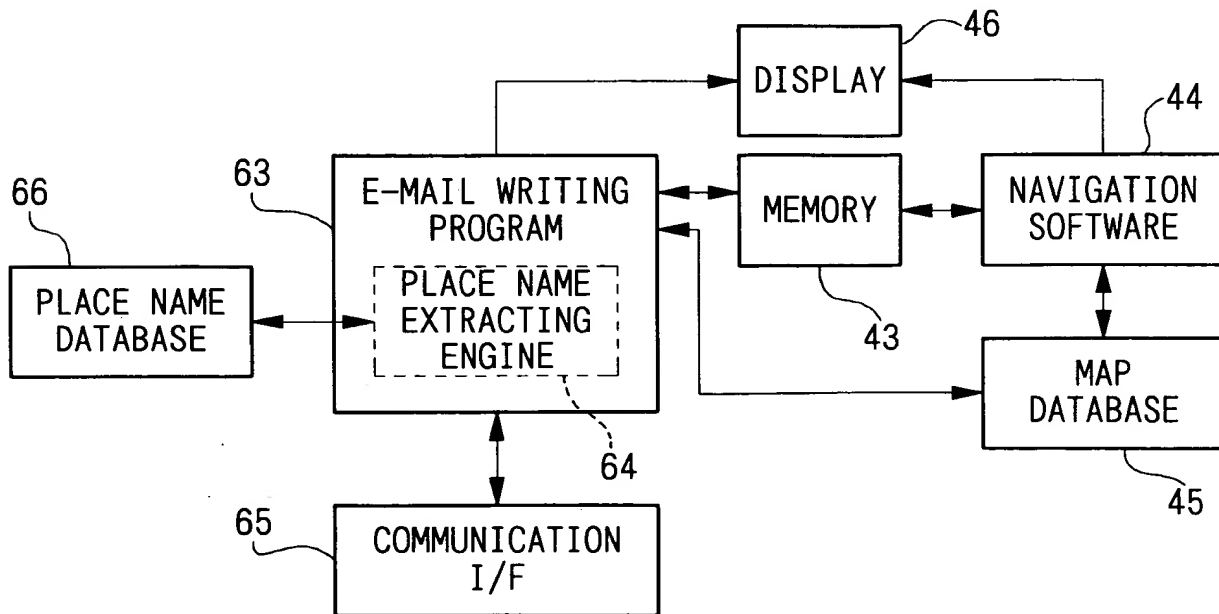 46
DISPLAY
44
63
E-MAIL WRITING
PROGRAM
MEMORY
NAVIGATION
SOFTWARE
66
PLACE NAME
DATABASE
PLACE NAME
EXTRACTING
ENGINE
43
MAP
DATABASE
64
45
65
COMMUNICATION
I/F